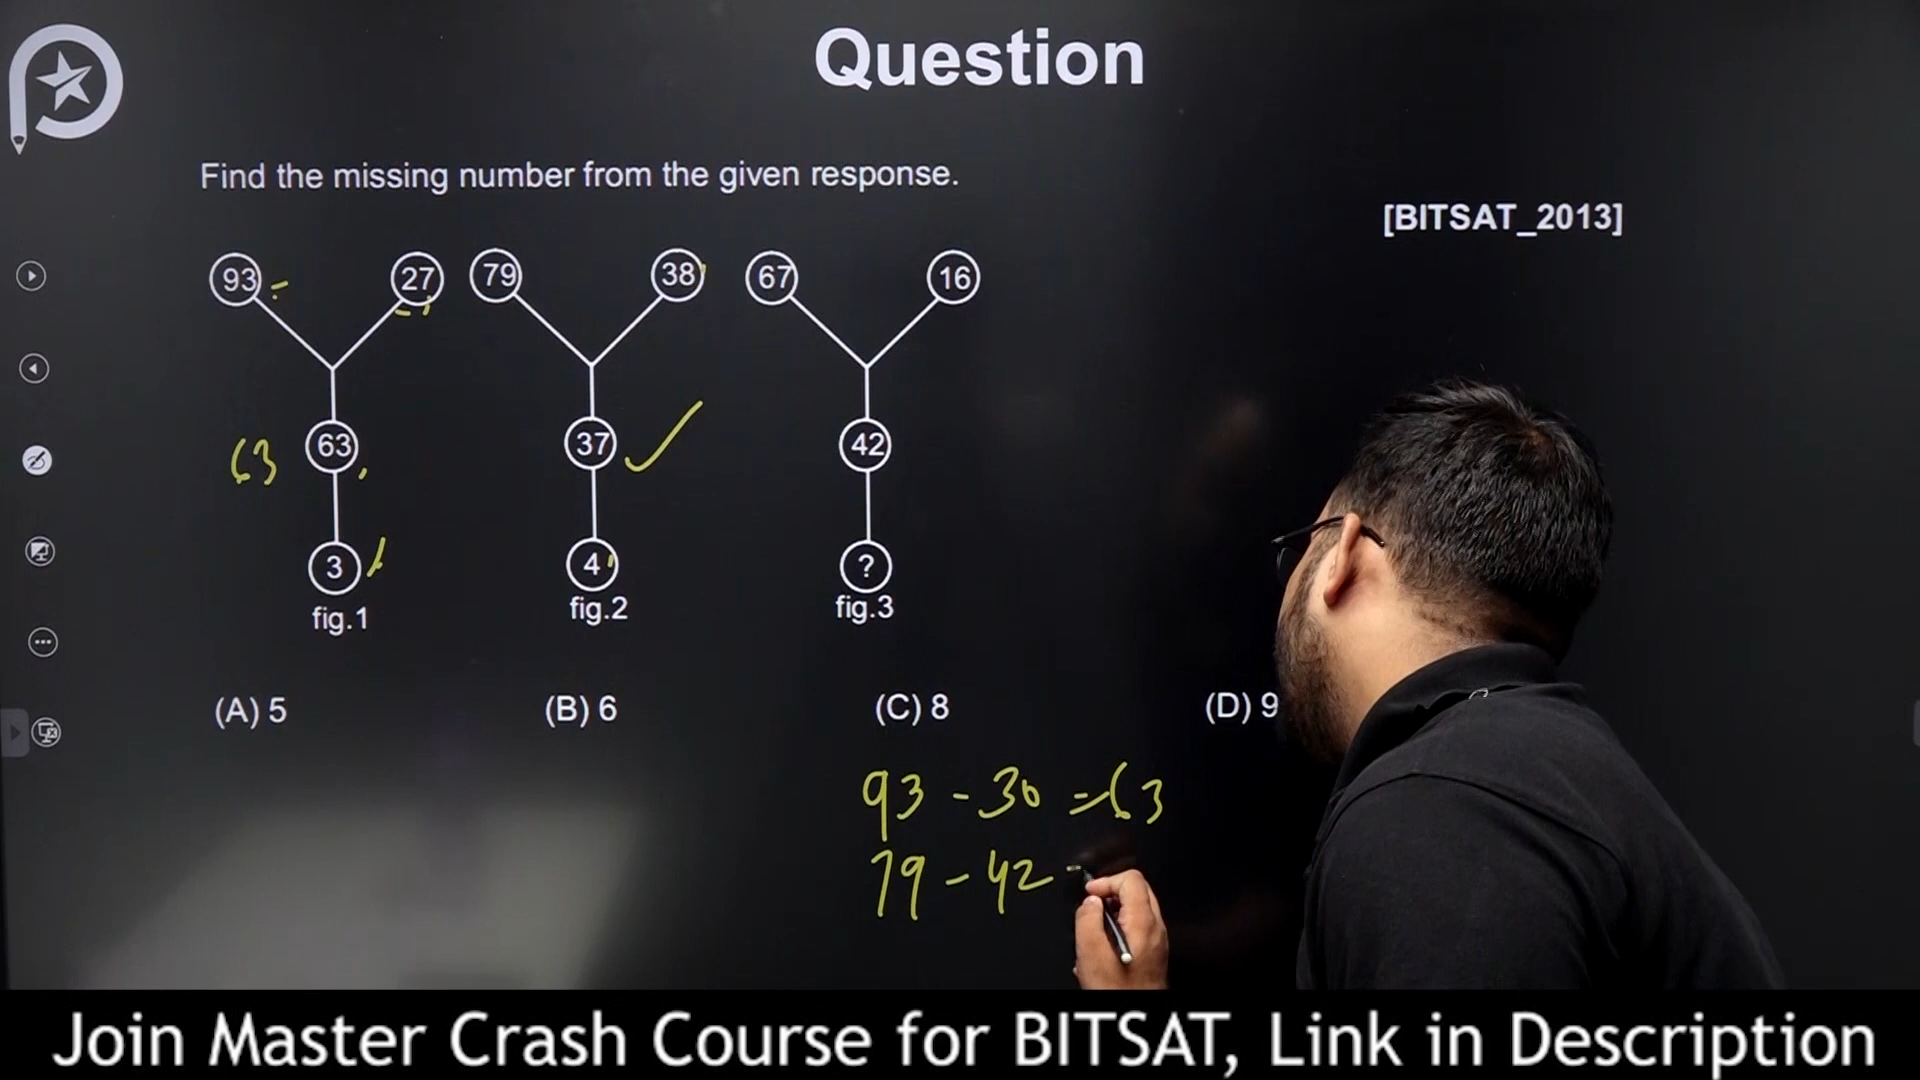 Question
Find the missing number from the given response.
[BITSAT_2013]
93 27 79 38 67 16
63 63 37 42
3 4 ?
fig.1 fig.2 fig.3
(A) 5 (B) 6 (C) 8 (D) 9
93 - 30 = 63
79 - 42 =
Join Master Crash Course for BITSAT, Link in Description